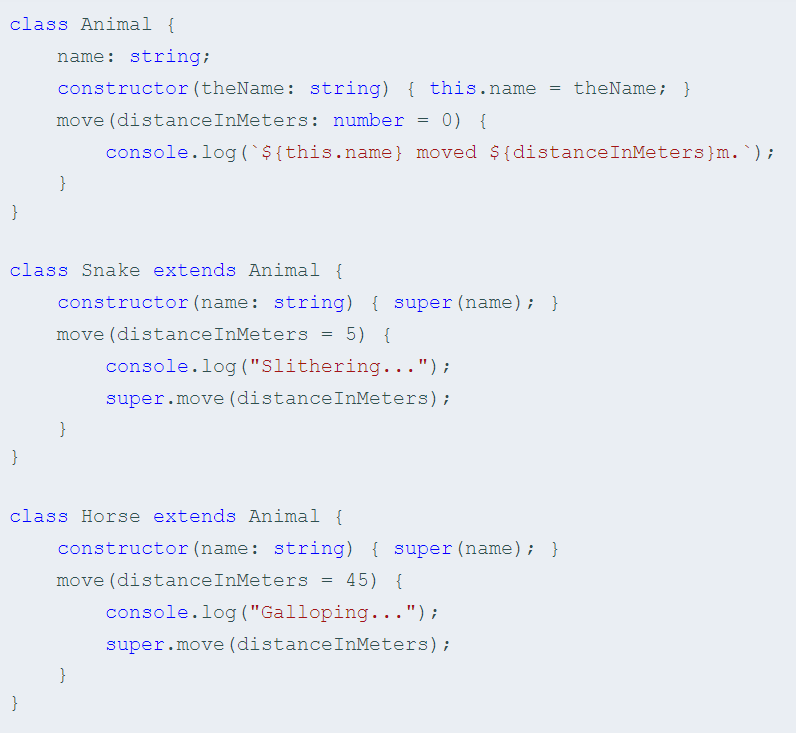 class Animal {
    name: string;
    constructor(theName: string) { this.name = theName; }
    move(distanceInMeters: number = 0) {
        console.log(`${this.name} moved ${distanceInMeters}m.`);
    }
}

class Snake extends Animal {
    constructor(name: string) { super(name); }
    move(distanceInMeters = 5) {
        console.log("Slithering...");
        super.move(distanceInMeters);
    }
}

class Horse extends Animal {
    constructor(name: string) { super(name); }
    move(distanceInMeters = 45) {
        console.log("Galloping...");
        super.move(distanceInMeters);
    }
}